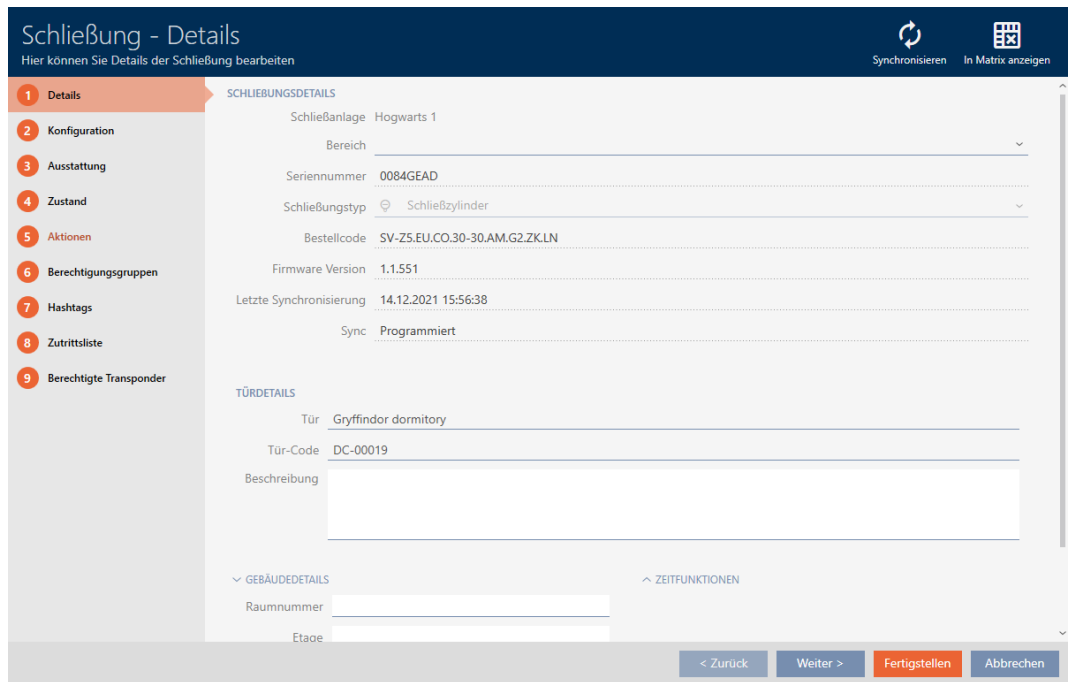 Schließung - Details
Hier können Sie Details der Schließung bearbeiten
Synchronisieren
In Matrix anzeigen
1 Details
2 Konfiguration
3 Ausstattung
4 Zustand
5 Aktionen
6 Berechtigungsgruppen
7 Hashtags
8 Zutrittsliste
9 Berechtigte Transponder
SCHLIEßUNGSDETAILS
Schließanlage Hogwarts 1
Bereich
Seriennummer 0084GEAD
Schließungstyp Schließzylinder
Bestellcode SV-Z5.EU.CO.30-30.AM.G2.ZK.LN
Firmware Version 1.1.551
Letzte Synchronisierung 14.12.2021 15:56:38
Sync Programmiert
TÜRDETAILS
Tür Gryffindor dormitory
Tür-Code DC-00019
Beschreibung
GEBÄUDEDETAILS
ZEITFUNKTIONEN
Raumnummer
Etage
< Zurück
Weiter >
Fertigstellen
Abbrechen